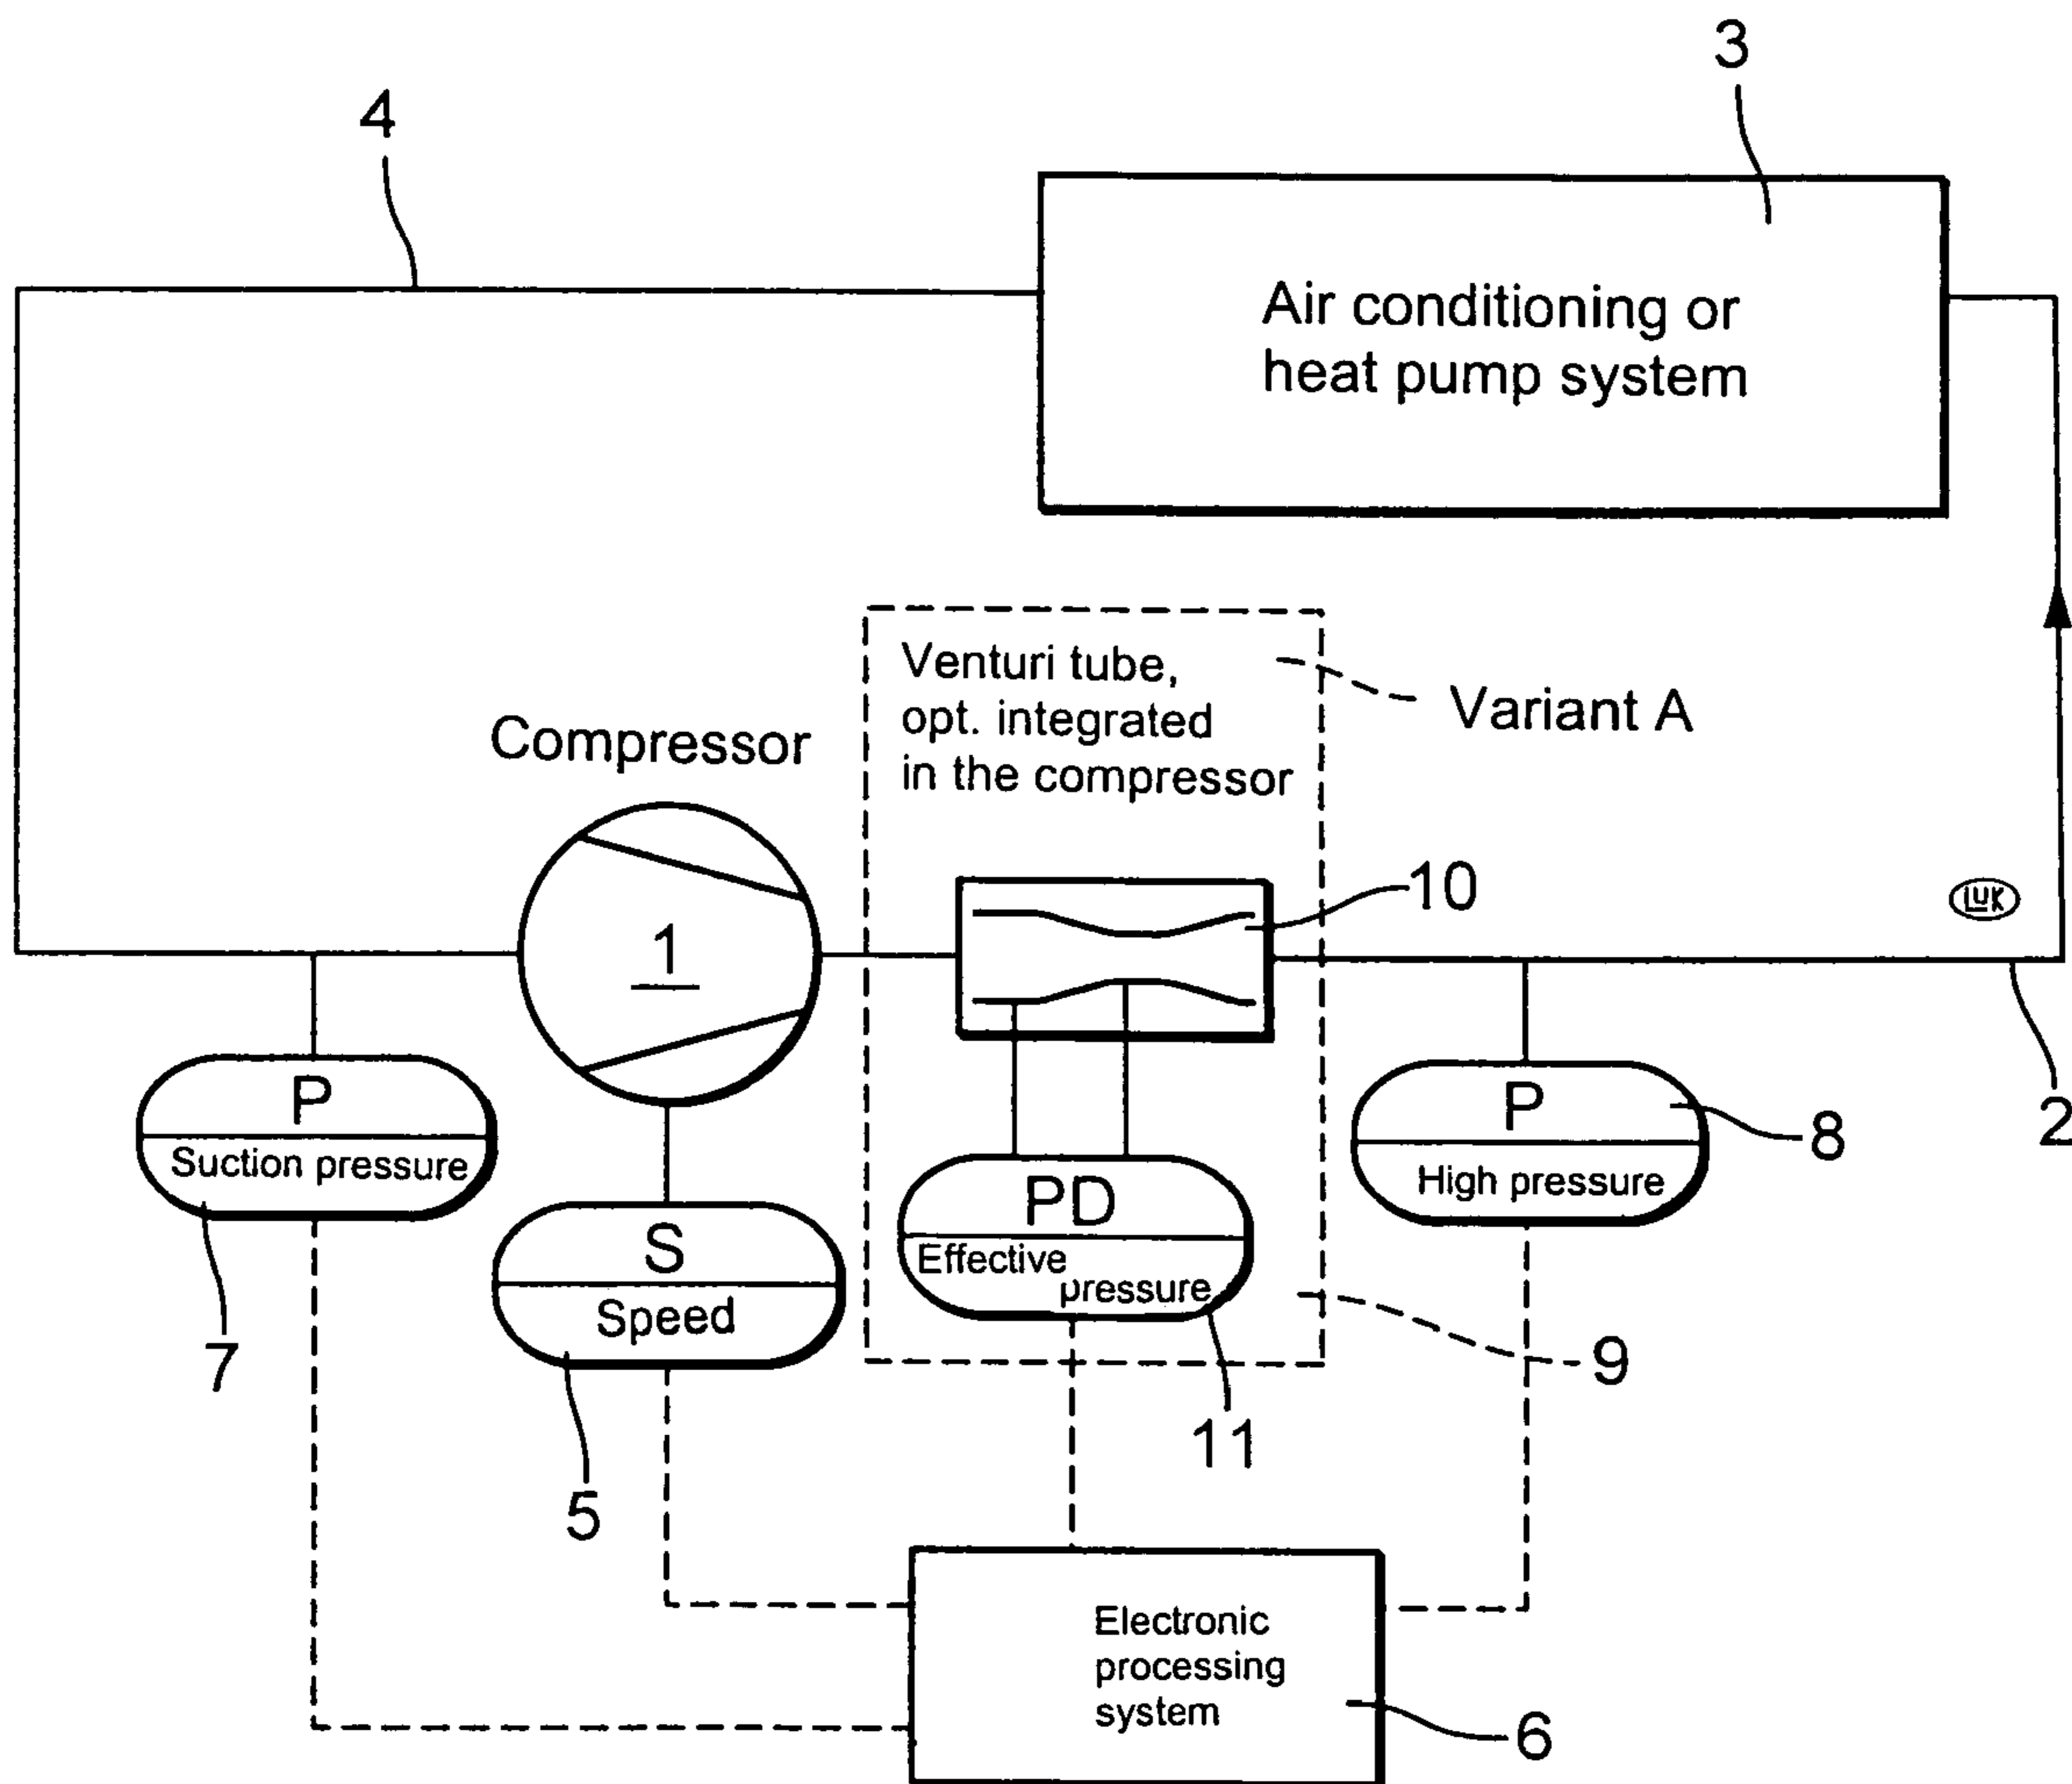 3
4
Air conditioning or
heat pump system
Venturi tube,
opt. integrated
in the compressor
Variant A
Compressor
10
LUK
1
P
Suction pressure
P
High pressure
8
2
PD
Effective
pressure
S
Speed
7
9
11
5
Electronic
processing
system
6